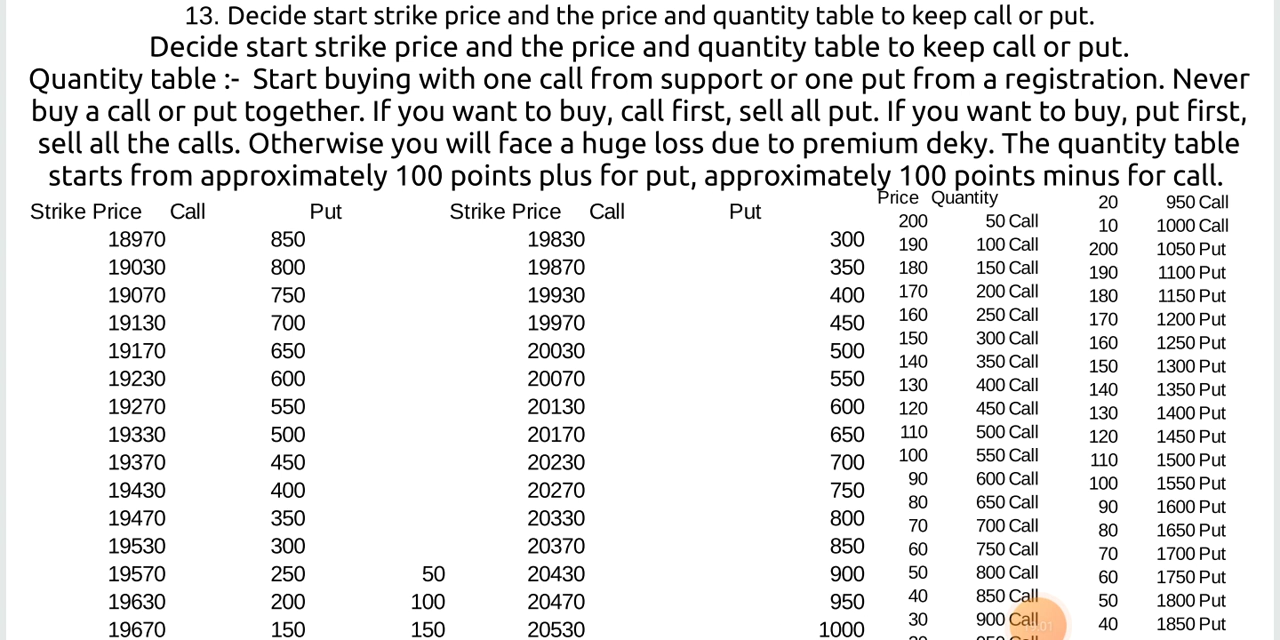 13. Decide start strike price and the price and quantity table to keep call or put.
Decide start strike price and the price and quantity table to keep call or put.
Quantity table :- Start buying with one call from support or one put from a registration. Never
buy a call or put together. If you want to buy, call first, sell all put. If you want to buy, put first,
sell all the calls. Otherwise you will face a huge loss due to premium deky. The quantity table
starts from approximately 100 points plus for put, approximately 100 points minus for call.
Strike Price Call Put Strike Price Call Put
18970 850 19830 300
19030 800 19870 350
19070 750 19930 400
19130 700 19970 450
19170 650 20030 500
19230 600 20070 550
19270 550 20130 600
19330 500 20170 650
19370 450 20230 700
19430 400 20270 750
19470 350 20330 800
19530 300 20370 850
19570 250 50 20430 900
19630 200 100 20470 950
19670 150 150 20530 1000
Price Quantity
200 50 Call
190 100 Call
180 150 Call
170 200 Call
160 250 Call
150 300 Call
140 350 Call
130 400 Call
120 450 Call
110 500 Call
100 550 Call
90 600 Call
80 650 Call
70 700 Call
60 750 Call
50 800 Call
40 850 Call
30 900 Call
20 950 Call
10 1000 Call
200 1050 Put
190 1100 Put
180 1150 Put
170 1200 Put
160 1250 Put
150 1300 Put
140 1350 Put
130 1400 Put
120 1450 Put
110 1500 Put
100 1550 Put
90 1600 Put
80 1650 Put
70 1700 Put
60 1750 Put
50 1800 Put
40 1850 Put